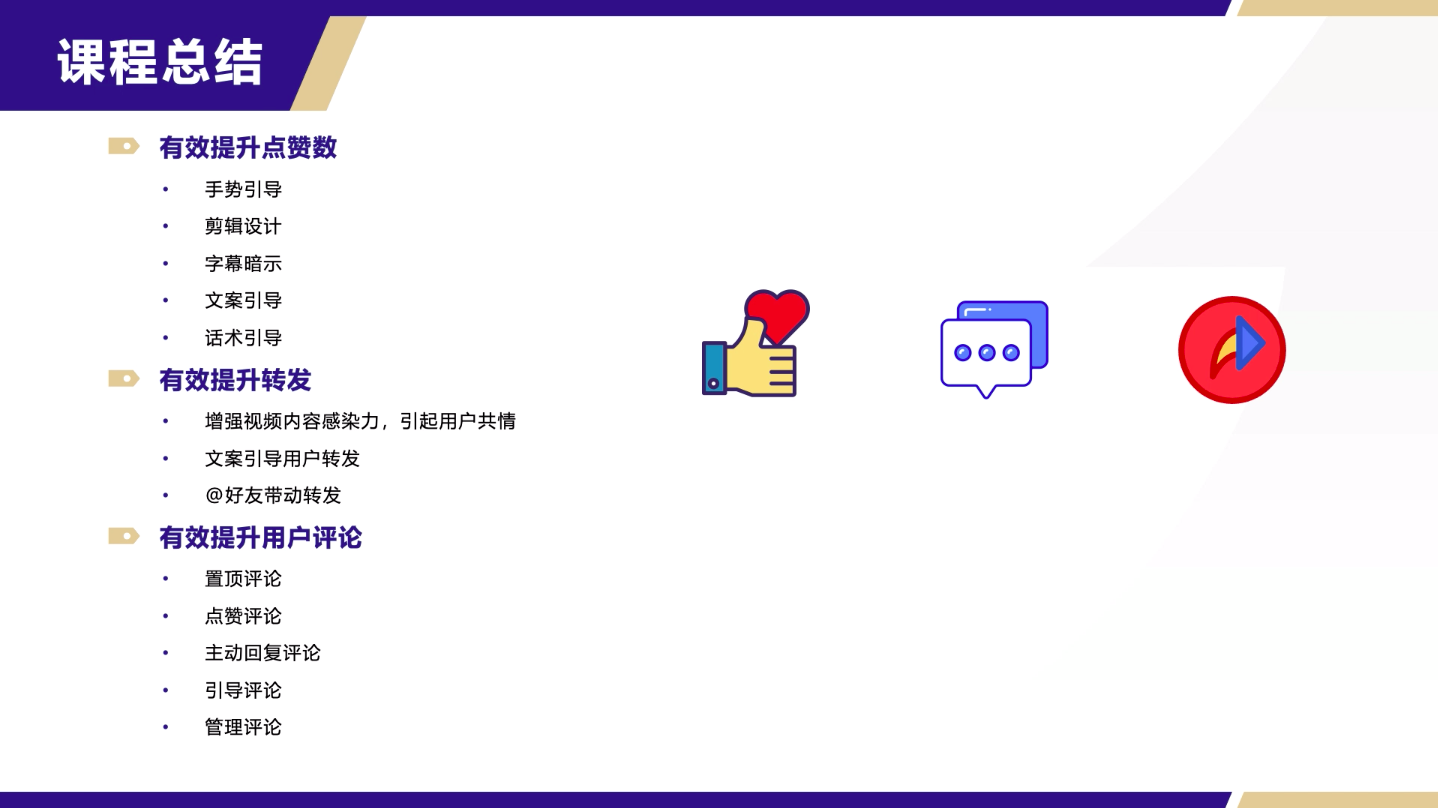 课程总结
有效提升点赞数
• 手势引导
• 剪辑设计
• 字幕暗示
• 文案引导
• 话术引导
有效提升转发
• 增强视频内容感染力，引起用户共情
• 文案引导用户转发
• @好友带动转发
有效提升用户评论
• 置顶评论
• 点赞评论
• 主动回复评论
• 引导评论
• 管理评论